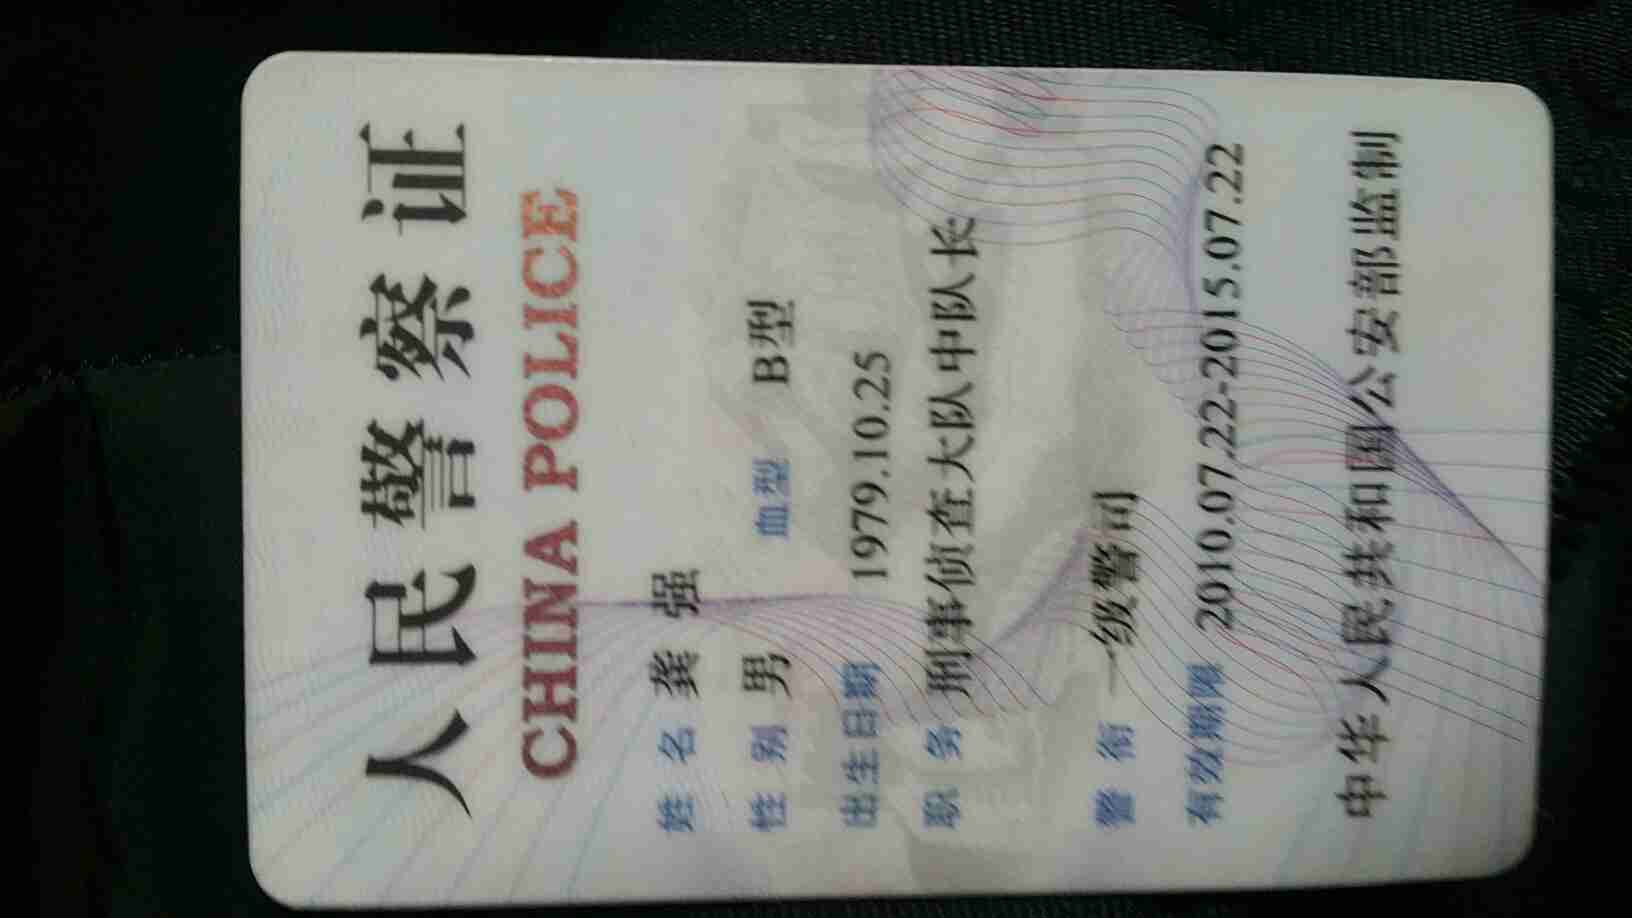 人民警察证
CHINA POLICE
姓名 龚强
性别 男 血型 B型
出生日期 1979.10.25
职务 刑事侦查大队中队长
警衔 一级警司
有效期限 2010.07.22-2015.07.22
中华人民共和国公安部监制